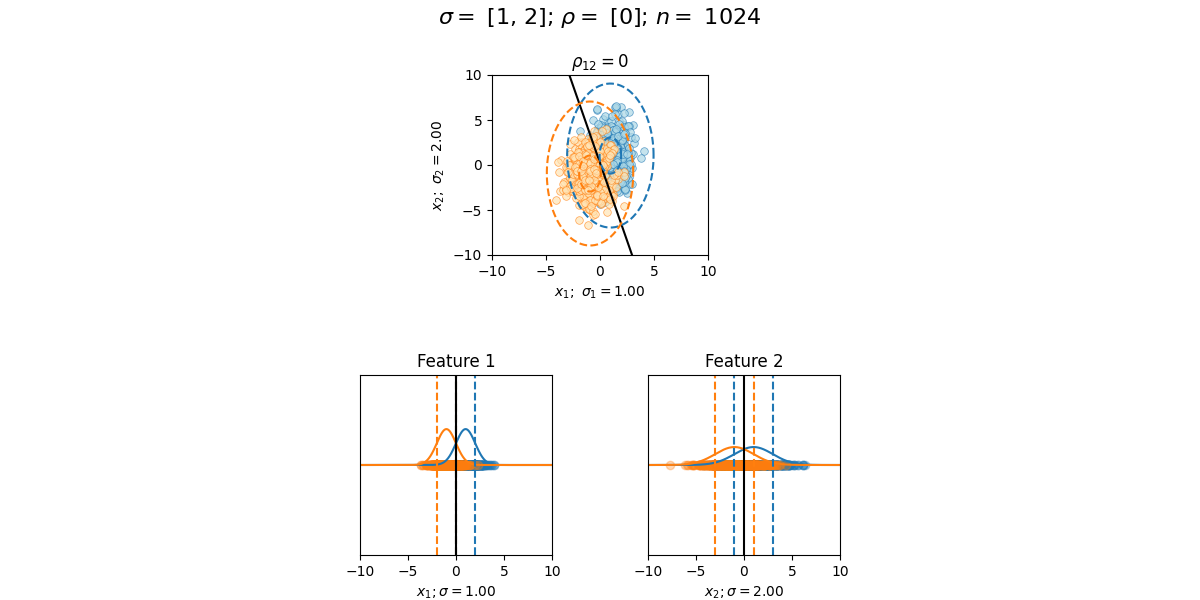 σ = [1, 2]; ρ = [0]; n = 1024
ρ₁₂ = 0
10
5
0
−5
−10
x₂; σ₂ = 2.00
−10 −5 0 5 10
x₁; σ₁ = 1.00
Feature 1
−10 −5 0 5 10
x₁; σ = 1.00
Feature 2
−10 −5 0 5 10
x₂; σ = 2.00